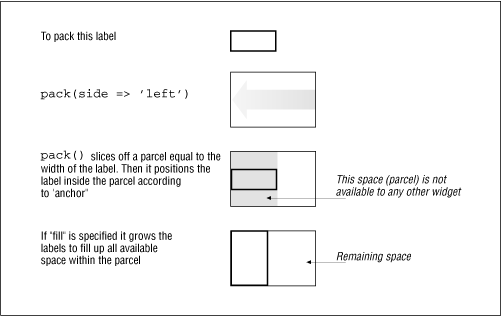 To pack this label
pack(side => 'left')
pack() slices off a parcel equal to the
width of the label. Then it positions the
label inside the parcel according
to 'anchor"
This space (parcel) is not
available to any other widget
If "fill" is specified it grows the
labels to fill up all available
space within the parcel
Remaining space